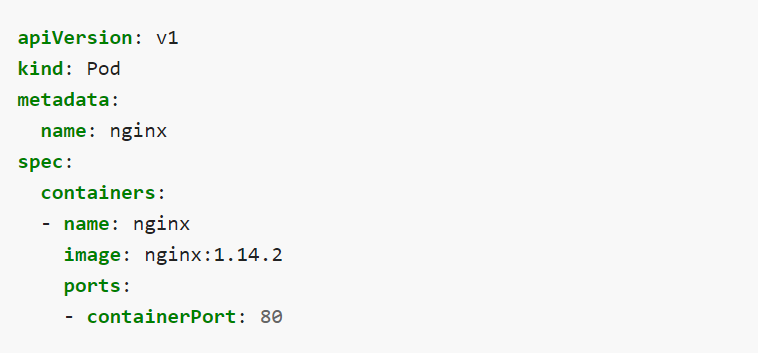 apiVersion: v1
kind: Pod
metadata:
  name: nginx
spec:
  containers:
  - name: nginx
    image: nginx:1.14.2
    ports:
    - containerPort: 80